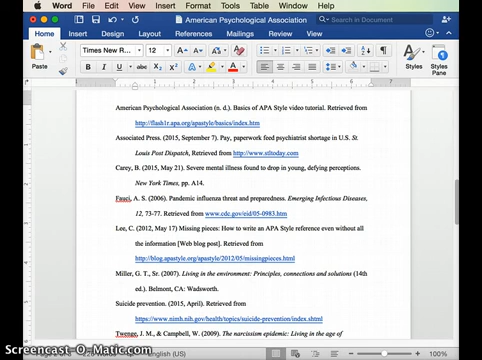 Word File Edit View Insert Format Tools Table Window Help
American Psychological Association
Search in Document
Home Insert Design Layout References Mailings Review View
Times New R... 12
Paste
B I U abc X₂ X²
Styles
Styles Pane
American Psychological Association (n. d.). Basics of APA Style video tutorial. Retrieved from
http://flash1r.apa.org/apastyle/basics/index.htm
Associated Press. (2015, September 7). Pay, paperwork feed psychiatrist shortage in U.S. St.
Louis Post Dispatch, Retrieved from http://www.stltoday.com
Carey, B. (2015, May 21). Severe mental illness found to drop in young, defying perceptions.
New York Times, pp. A14.
Fauci, A. S. (2006). Pandemic influenza threat and preparedness. Emerging Infectious Diseases,
12, 73-77. Retrieved from www.cdc.gov/eid/05-0983.htm
Lee, C. (2012, May 17) Missing pieces: How to write an APA Style reference even without all
the information [Web blog post]. Retrieved from
http://blog.apastyle.org/apastyle/2012/05/missingpieces.html
Miller, G. T., Sr. (2007). Living in the environment: Principles, connections and solutions (14th
ed.). Belmont, CA: Wadsworth.
Suicide prevention. (2015, April). Retrieved from
https://www.nimh.nih.gov/health/topics/suicide-prevention/index.shtml
Twenge, J. M., & Campbell, W. (2009). The narcissism epidemic: Living in the age of
Screencast-O-Matic.com
English (US)
100%